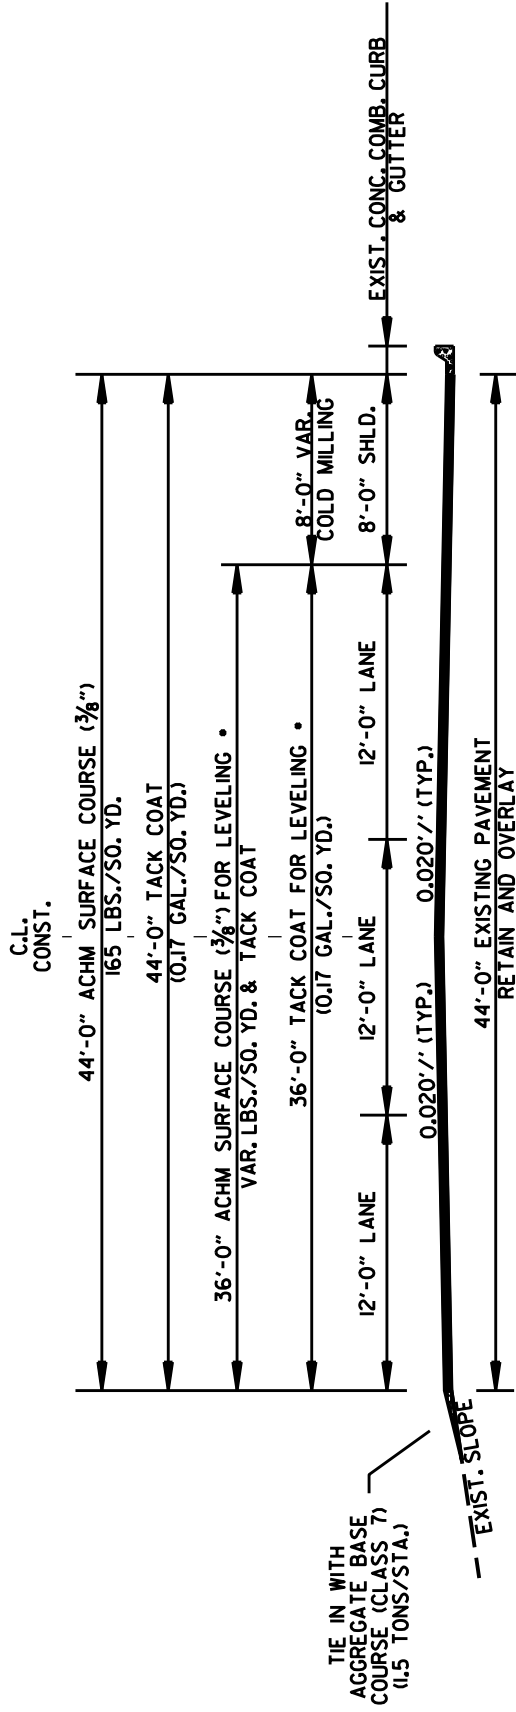 C.L.
CONST.
44'-0" ACHM SURFACE COURSE (3/8")
165 LBS./SQ. YD.
44'-0" TACK COAT
(0.17 GAL./SQ. YD.)
36'-0" ACHM SURFACE COURSE (3/8") FOR LEVELING •
VAR. LBS./SQ. YD. & TACK COAT
36'-0" TACK COAT FOR LEVELING •
(0.17 GAL./SQ. YD.)
8'-0" VAR.
COLD MILLING
12'-0" LANE
12'-0" LANE
12'-0" LANE
8'-0" SHLD.
EXIST. CONC. COMB. CURB
& GUTTER
0.020'/' (TYP.)
0.020'/' (TYP.)
44'-0" EXISTING PAVEMENT
RETAIN AND OVERLAY
TIE IN WITH
AGGREGATE BASE
COURSE (CLASS 7)
(1.5 TONS/STA.)
EXIST. SLOPE